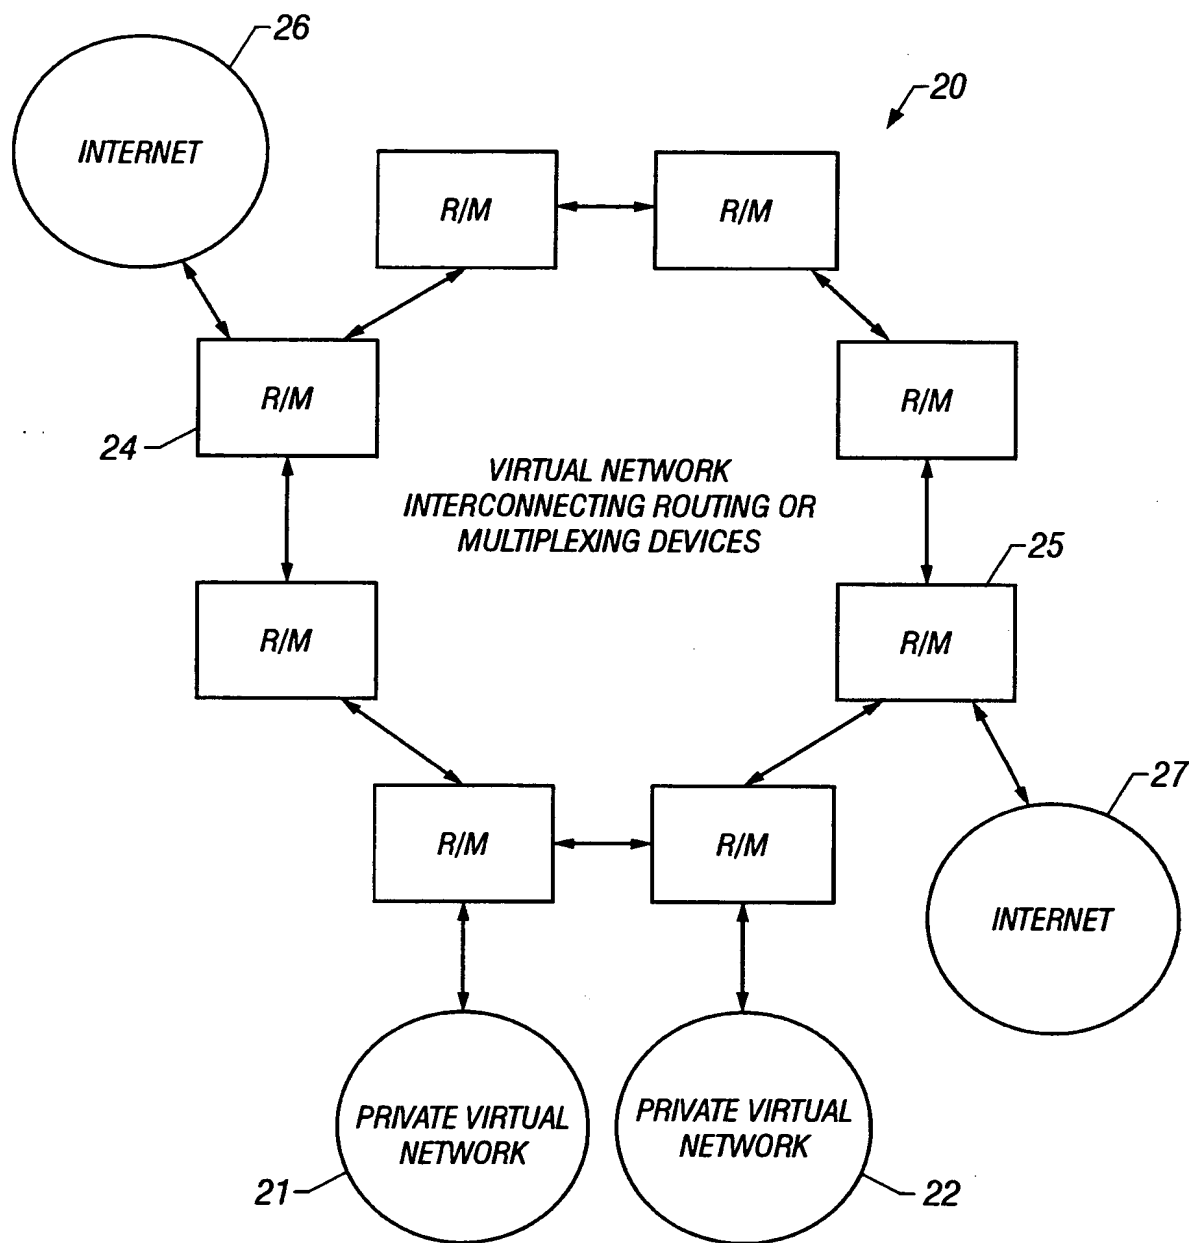 26
20
INTERNET
R/M
R/M
R/M
R/M
24
VIRTUAL NETWORK
INTERCONNECTING ROUTING OR
MULTIPLEXING DEVICES
25
R/M
R/M
27
R/M
R/M
INTERNET
PRIVATE VIRTUAL
NETWORK
PRIVATE VIRTUAL
NETWORK
21
22